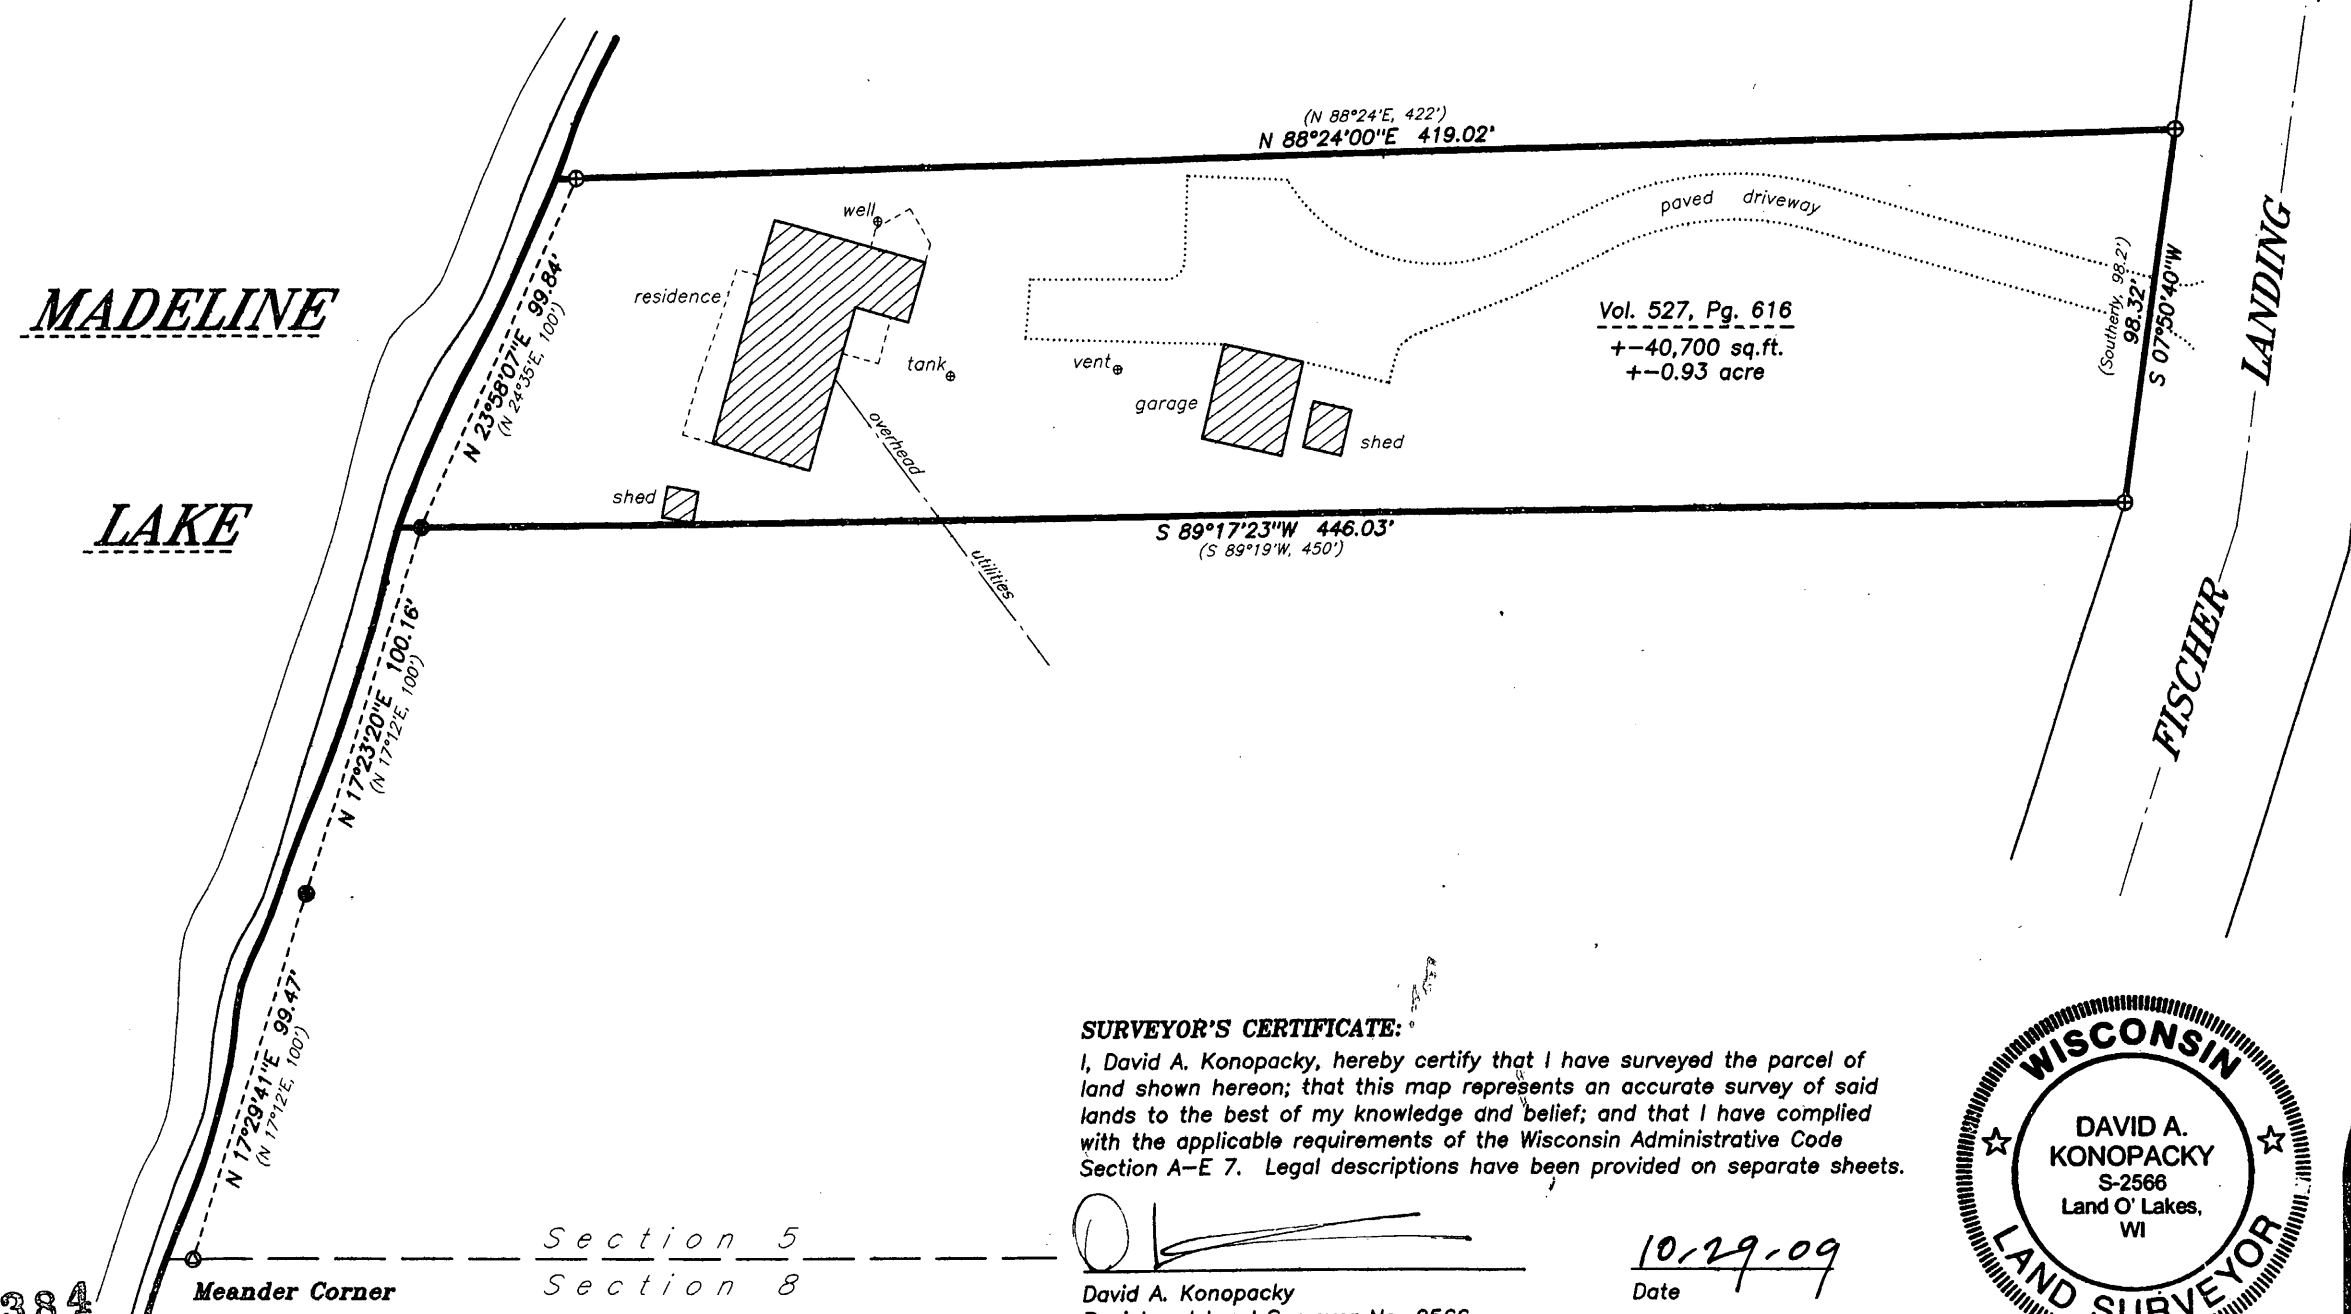 (N 88°24'E, 422')
N 88°24'00"E 419.02'
well
paved driveway
residence
MADELINE
LAKE
N 23°58'07"E 99.84'
(N 24°35'E, 100')
tank
vent
garage
shed
shed
overhead
utilities
Vol. 527, Pg. 616
+-40,700 sq.ft.
+-0.93 acre
(Southerly, 98.2')
98.32'
S 07°50'40"W
LANDING
FISCHER
S 89°17'23"W 446.03'
(S 89°19'W, 450')
N 17°23'20"E 100.16'
(N 17°12'E, 100')
N 17°29'41"E 99.47'
(N 17°12'E, 100')
Section 5
Section 8
Meander Corner
384
SURVEYOR'S CERTIFICATE:
I, David A. Konopacky, hereby certify that I have surveyed the parcel of
land shown hereon; that this map represents an accurate survey of said
lands to the best of my knowledge and belief; and that I have complied
with the applicable requirements of the Wisconsin Administrative Code
Section A-E 7. Legal descriptions have been provided on separate sheets.
10-29-09
David A. Konopacky
Date
WISCONSIN
DAVID A.
KONOPACKY
S-2566
Land O' Lakes,
WI
LAND SURVEYOR